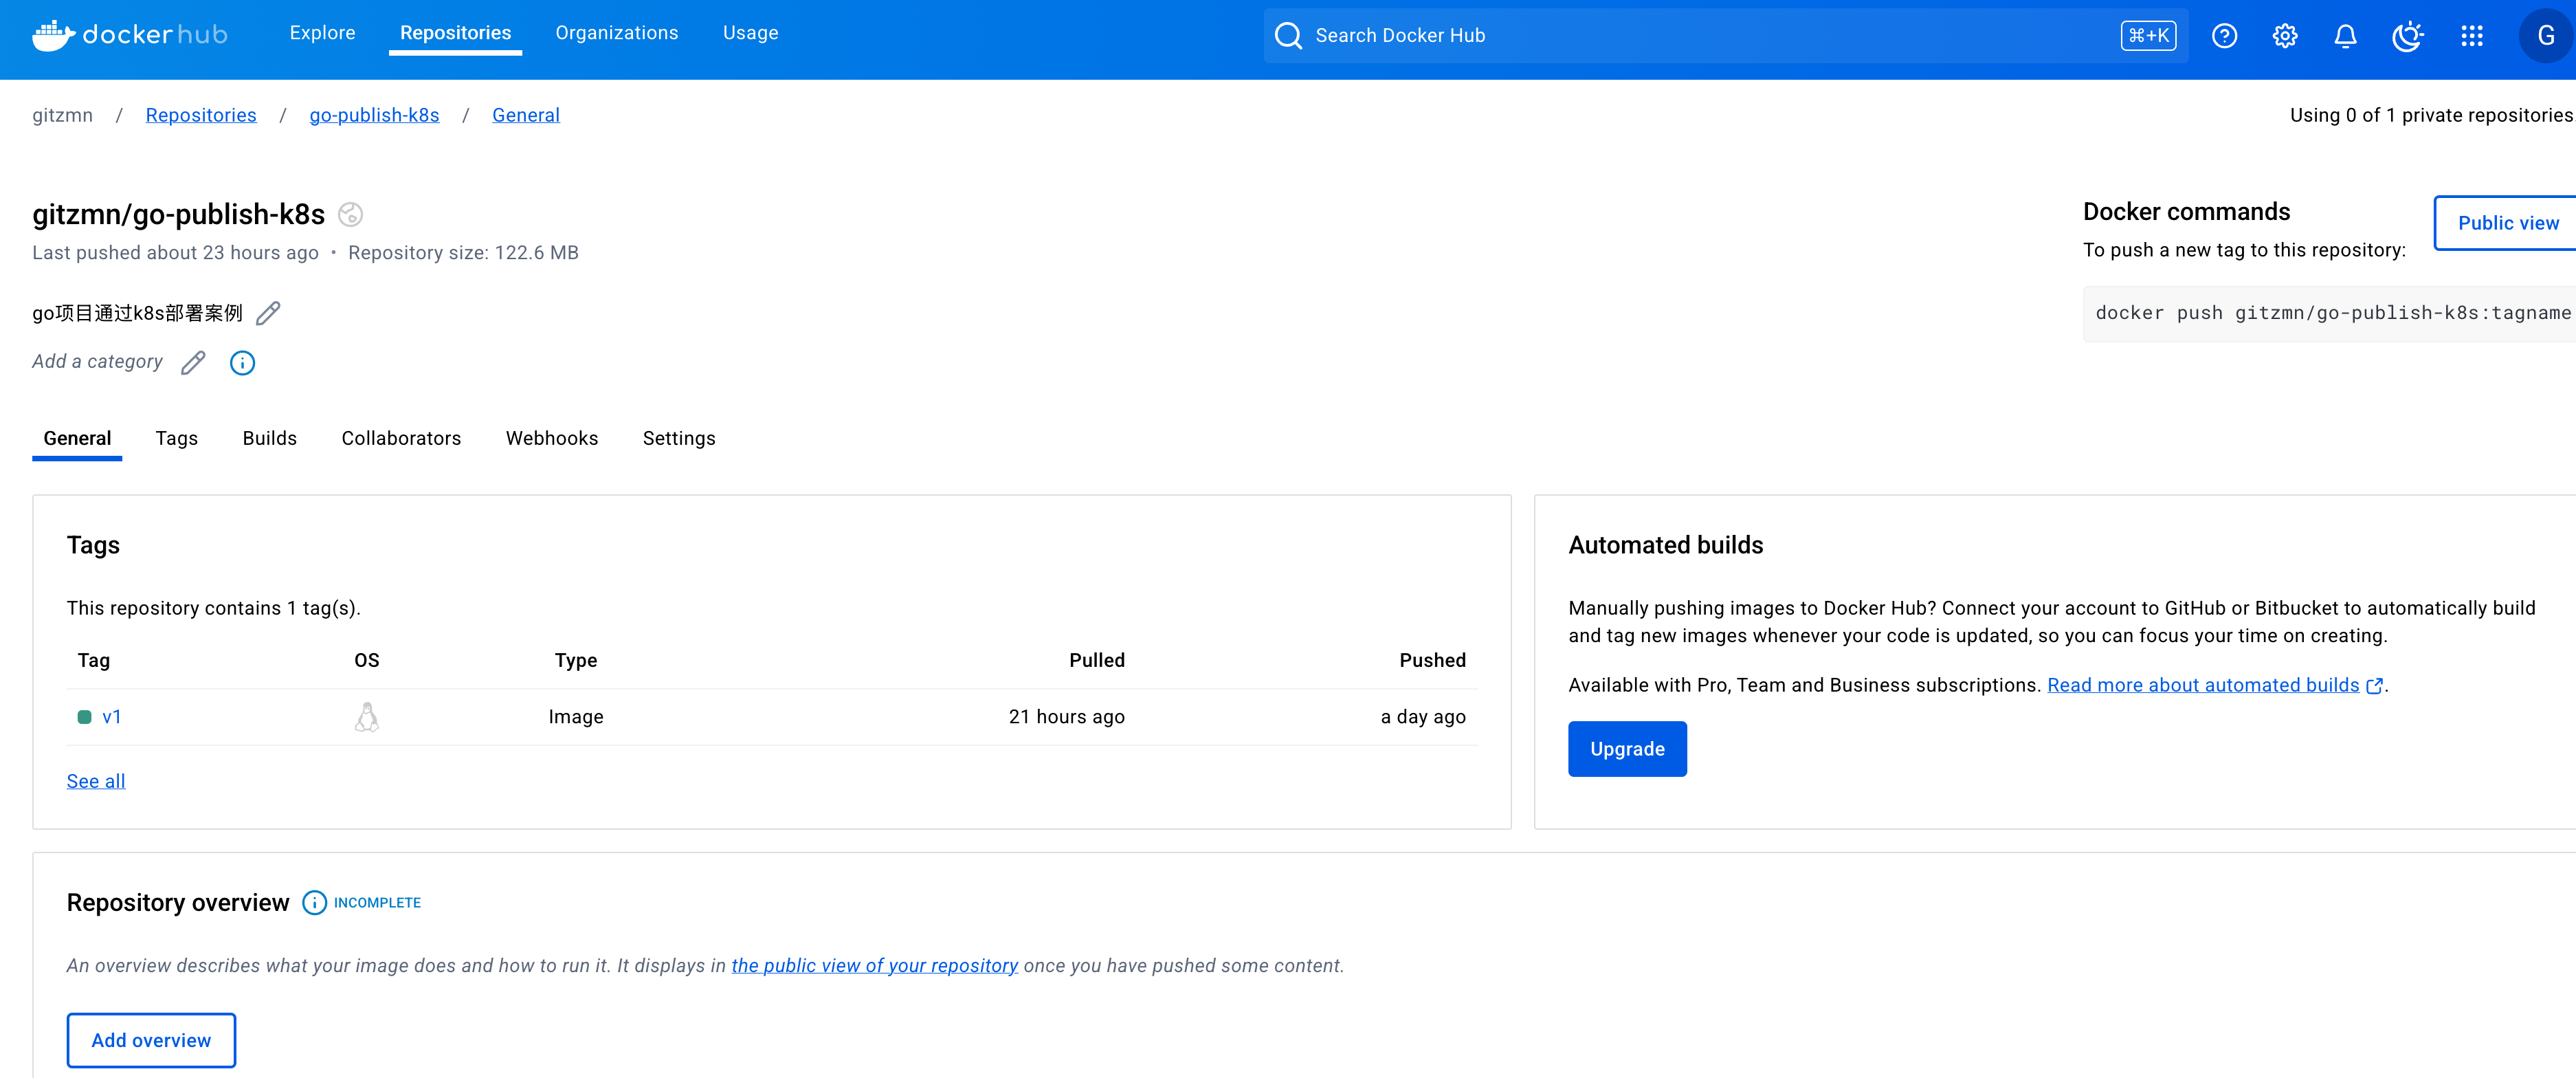 dockerhub Explore Repositories Organizations Usage Search Docker Hub ⌘+K G
gitzmn / Repositories / go-publish-k8s / General Using 0 of 1 private repositories
gitzmn/go-publish-k8s
Last pushed about 23 hours ago • Repository size: 122.6 MB
go项目通过k8s部署案例
Add a category
Docker commands
Public view
To push a new tag to this repository:
docker push gitzmn/go-publish-k8s:tagname
General Tags Builds Collaborators Webhooks Settings
Tags
This repository contains 1 tag(s).
Tag OS Type Pulled Pushed
v1 Image 21 hours ago a day ago
See all
Automated builds
Manually pushing images to Docker Hub? Connect your account to GitHub or Bitbucket to automatically build
and tag new images whenever your code is updated, so you can focus your time on creating.
Available with Pro, Team and Business subscriptions. Read more about automated builds.
Upgrade
Repository overview INCOMPLETE
An overview describes what your image does and how to run it. It displays in the public view of your repository once you have pushed some content.
Add overview